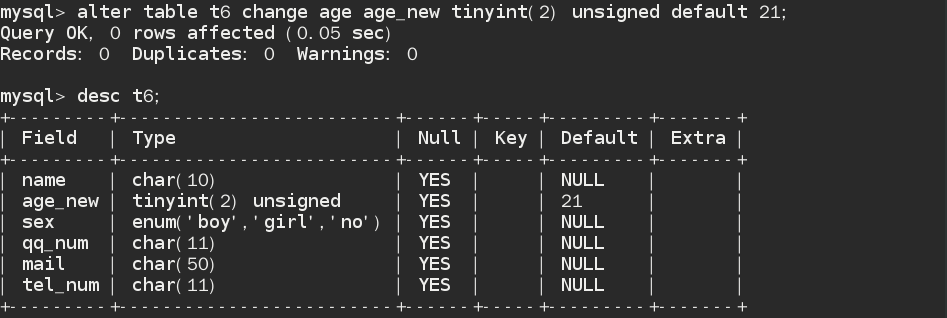 mysql> alter table t6 change age age_new tinyint(2) unsigned default 21;
Query OK, 0 rows affected (0.05 sec)
Records: 0  Duplicates: 0  Warnings: 0
mysql> desc t6;
+---------+-------------------------+------+-----+---------+-------+
| Field   | Type                    | Null | Key | Default | Extra |
+---------+-------------------------+------+-----+---------+-------+
| name    | char(10)                | YES  |     | NULL    |       |
| age_new | tinyint(2) unsigned     | YES  |     | 21      |       |
| sex     | enum('boy','girl','no') | YES  |     | NULL    |       |
| qq_num  | char(11)                | YES  |     | NULL    |       |
| mail    | char(50)                | YES  |     | NULL    |       |
| tel_num | char(11)                | YES  |     | NULL    |       |
+---------+-------------------------+------+-----+---------+-------+